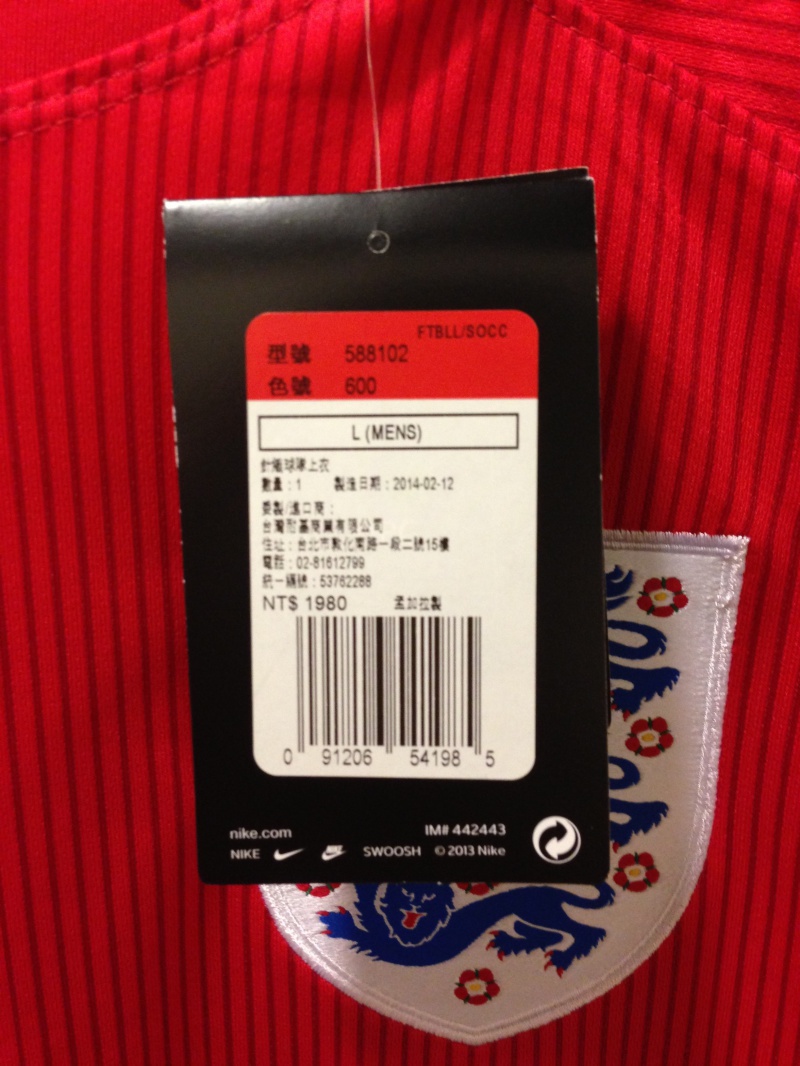 FTBLL/SOCC
型號 588102
色號 600
L (MENS)
針織球隊上衣
數量：1 製造日期：2014-02-12
委製/進口商：
台灣耐基商業有限公司
住址：台北市敦化南路一段二號15樓
電話：02-81612799
統一編號：53762288
NT$ 1980 孟加拉製
0 91206 54198 5
nike.com IM# 442443
NIKE SWOOSH © 2013 Nike